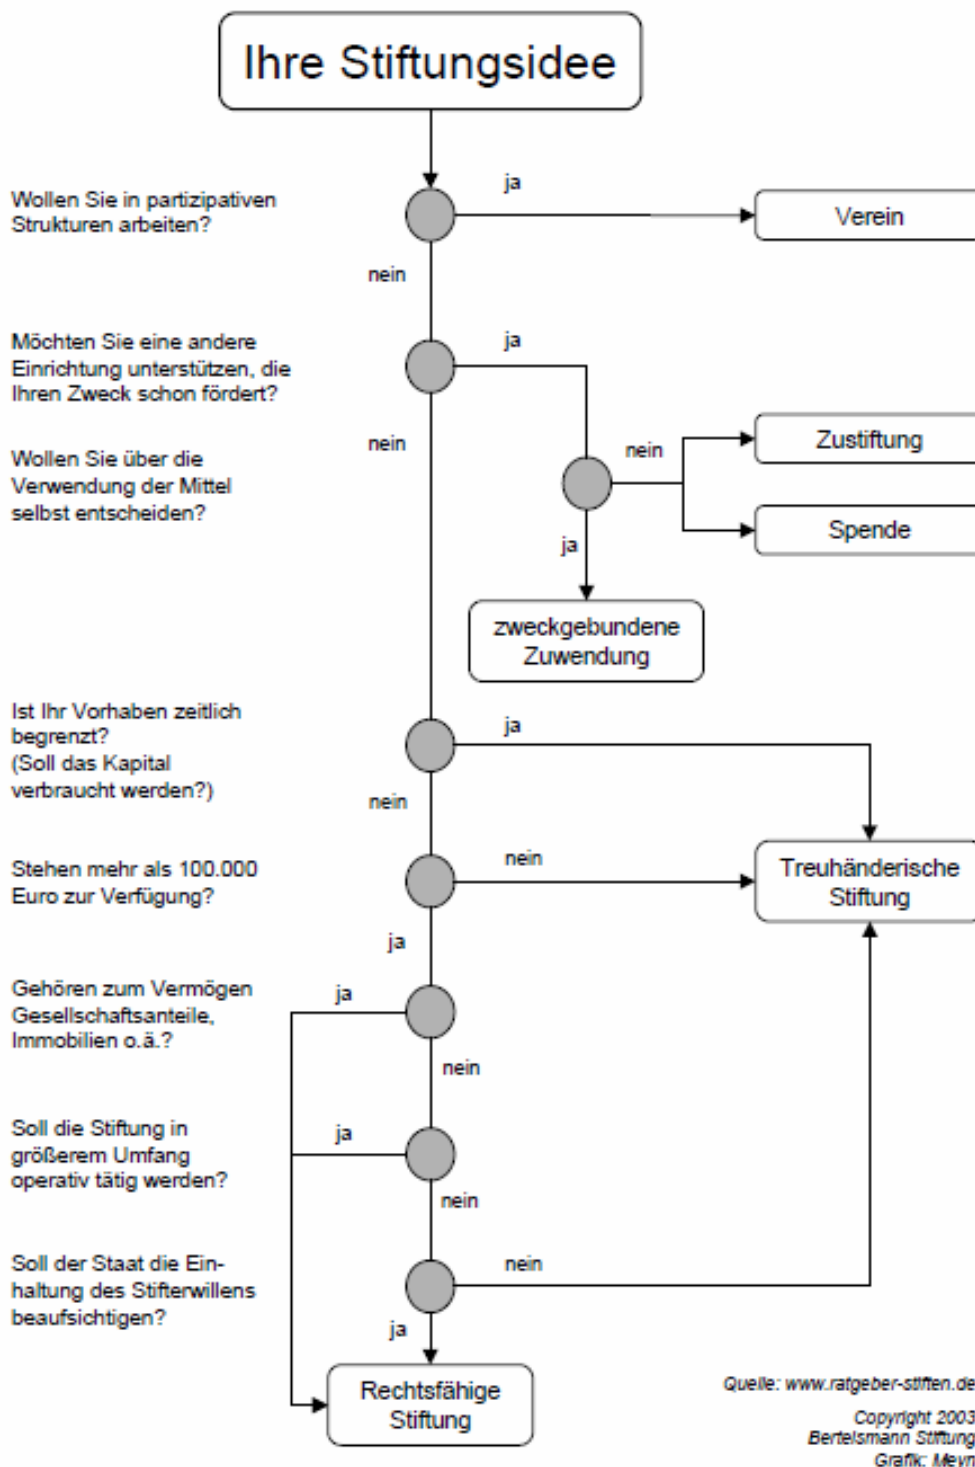 Ihre Stiftungsidee
Wollen Sie in partizipativen
Strukturen arbeiten?
ja
Verein
nein
Möchten Sie eine andere
Einrichtung unterstützen, die
Ihren Zweck schon fördert?
ja
nein
Wollen Sie über die
Verwendung der Mittel
selbst entscheiden?
nein
Zustiftung
Spende
ja
zweckgebundene
Zuwendung
Ist Ihr Vorhaben zeitlich
begrenzt?
(Soll das Kapital
verbraucht werden?)
ja
nein
Stehen mehr als 100.000
Euro zur Verfügung?
nein
Treuhänderische
Stiftung
ja
Gehören zum Vermögen
Gesellschaftsanteile,
Immobilien o.ä.?
ja
nein
Soll die Stiftung in
größerem Umfang
operativ tätig werden?
ja
nein
Soll der Staat die Ein-
haltung des Stifterwillens
beaufsichtigen?
nein
ja
Rechtsfähige
Stiftung
Quelle: www.ratgeber-stiften.de
Copyright 2003
Bertelsmann Stiftung
Grafik: Meyn